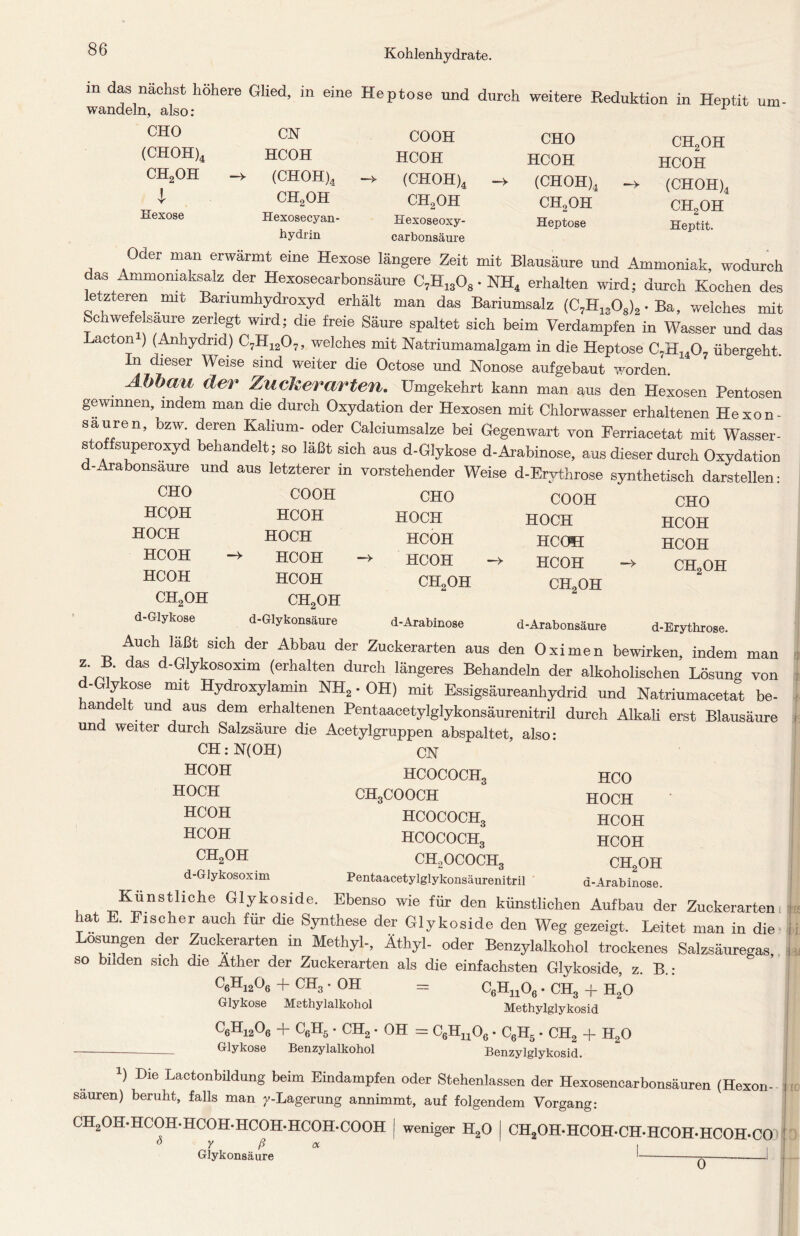 86
Kohlenhydrate.
in das nächst höhere Glied, in eine Heptose und durch weitere Reduktion in Heptit um-
wandeln, also:
CHO CN COOH CHO CH₂OH
(CHOH)₄ HCOH HCOH HCOH HCOH
CH₂OH → (CHOH)₄ → (CHOH)₄ → (CHOH)₄ → (CHOH)₄
↓ CH₂OH CH₂OH CH₂OH CH₂OH
Hexose Hexosecyan- Hexoseoxy- Heptose Heptit.
hydrin carbonsäure
Oder man erwärmt eine Hexose längere Zeit mit Blausäure und Ammoniak, wodurch
das Ammoniaksalz der Hexosecarbonsäure C₇H₁₃O₈ · NH₄ erhalten wird; durch Kochen des
letzteren mit Bariumhydroxyd erhält man das Bariumsalz (C₇H₁₃O₈)₂ · Ba, welches mit
Schwefelsäure zerlegt wird; die freie Säure spaltet sich beim Verdampfen in Wasser und das
Lacton¹) (Anhydrid) C₇H₁₂O₇, welches mit Natriumamalgam in die Heptose C₇H₁₄O₇ übergeht.
In dieser Weise sind weiter die Octose und Nonose aufgebaut worden.
Abbau der Zuckerarten. Umgekehrt kann man aus den Hexosen Pentosen
gewinnen, indem man die durch Oxydation der Hexosen mit Chlorwasser erhaltenen Hexon-
säuren, bzw. deren Kalium- oder Calciumsalze bei Gegenwart von Ferriacetat mit Wasser-
stoffsuperoxyd behandelt; so läßt sich aus d-Glykose d-Arabinose, aus dieser durch Oxydation
d-Arabonsäure und aus letzterer in vorstehender Weise d-Erythrose synthetisch darstellen:
CHO COOH CHO COOH CHO
HCOH HCOH HOCH HOCH HCOH
HOCH HOCH HCOH HCOH HCOH
HCOH → HCOH → HCOH → HCOH → CH₂OH
HCOH HCOH CH₂OH CH₂OH
CH₂OH CH₂OH
d-Glykose d-Glykonsäure d-Arabinose d-Arabonsäure d-Erythrose.
Auch läßt sich der Abbau der Zuckerarten aus den Oximen bewirken, indem man
z. B. das d-Glykosoxim (erhalten durch längeres Behandeln der alkoholischen Lösung von
d-Glykose mit Hydroxylamin NH₂ · OH) mit Essigsäureanhydrid und Natriumacetat be-
handelt und aus dem erhaltenen Pentaacetylglykonsäurenitril durch Alkali erst Blausäure
und weiter durch Salzsäure die Acetylgruppen abspaltet, also:
CH : N(OH) CN
HCOH HCOCOCH₃ HCO
HOCH CH₃COOCH HOCH
HCOH HCOCOCH₃ HCOH
HCOH HCOCOCH₃ HCOH
CH₂OH CH₂OCOCH₃ CH₂OH
d-Glykosoxim Pentaacetylglykonsäurenitril d-Arabinose.
Künstliche Glykoside. Ebenso wie für den künstlichen Aufbau der Zuckerarten
hat E. Fischer auch für die Synthese der Glykoside den Weg gezeigt. Leitet man in die
Lösungen der Zuckerarten in Methyl-, Äthyl- oder Benzylalkohol trockenes Salzsäuregas,
so bilden sich die Äther der Zuckerarten als die einfachsten Glykoside, z. B.:
C₆H₁₂O₆ + CH₃ · OH = C₆H₁₁O₆ · CH₃ + H₂O
Glykose Methylalkohol Methylglykosid
C₆H₁₂O₆ + C₆H₅ · CH₂ · OH = C₆H₁₁O₆ · C₆H₅ · CH₂ + H₂O
Glykose Benzylalkohol Benzylglykosid.
¹) Die Lactonbildung beim Eindampfen oder Stehenlassen der Hexosencarbonsäuren (Hexon-
säuren) beruht, falls man γ-Lagerung annimmt, auf folgendem Vorgang:
CH₂OH·HCOH·HCOH·HCOH·HCOH·COOH | weniger H₂O | CH₂OH·HCOH·CH·HCOH·HCOH·CO
δ γ β α
Glykonsäure
O